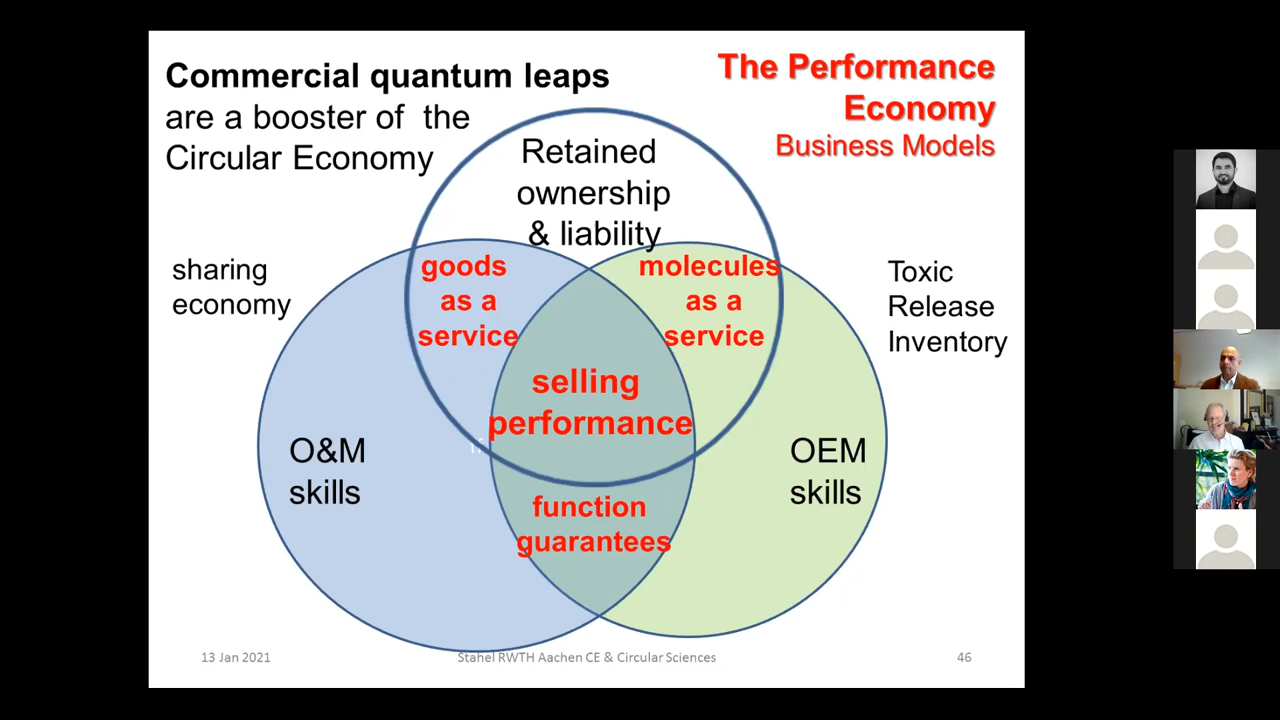 Commercial quantum leaps
are a booster of the
Circular Economy
The Performance
Economy
Business Models
Retained
ownership
& liability
sharing
economy
goods
as a
service
molecules
as a
service
Toxic
Release
Inventory
selling
performance
O&M
skills
OEM
skills
function
guarantees
13 Jan 2021
Stahel RWTH Aachen CE & Circular Sciences
46